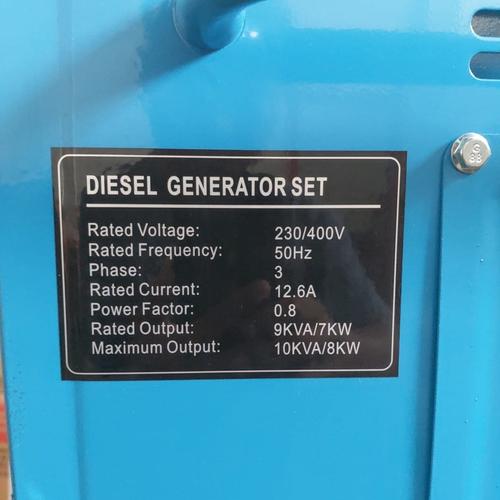 DIESEL GENERATOR SET
Rated Voltage: 230/400V
Rated Frequency: 50Hz
Phase: 3
Rated Current: 12.6A
Power Factor: 0.8
Rated Output: 9KVA/7KW
Maximum Output: 10KVA/8KW